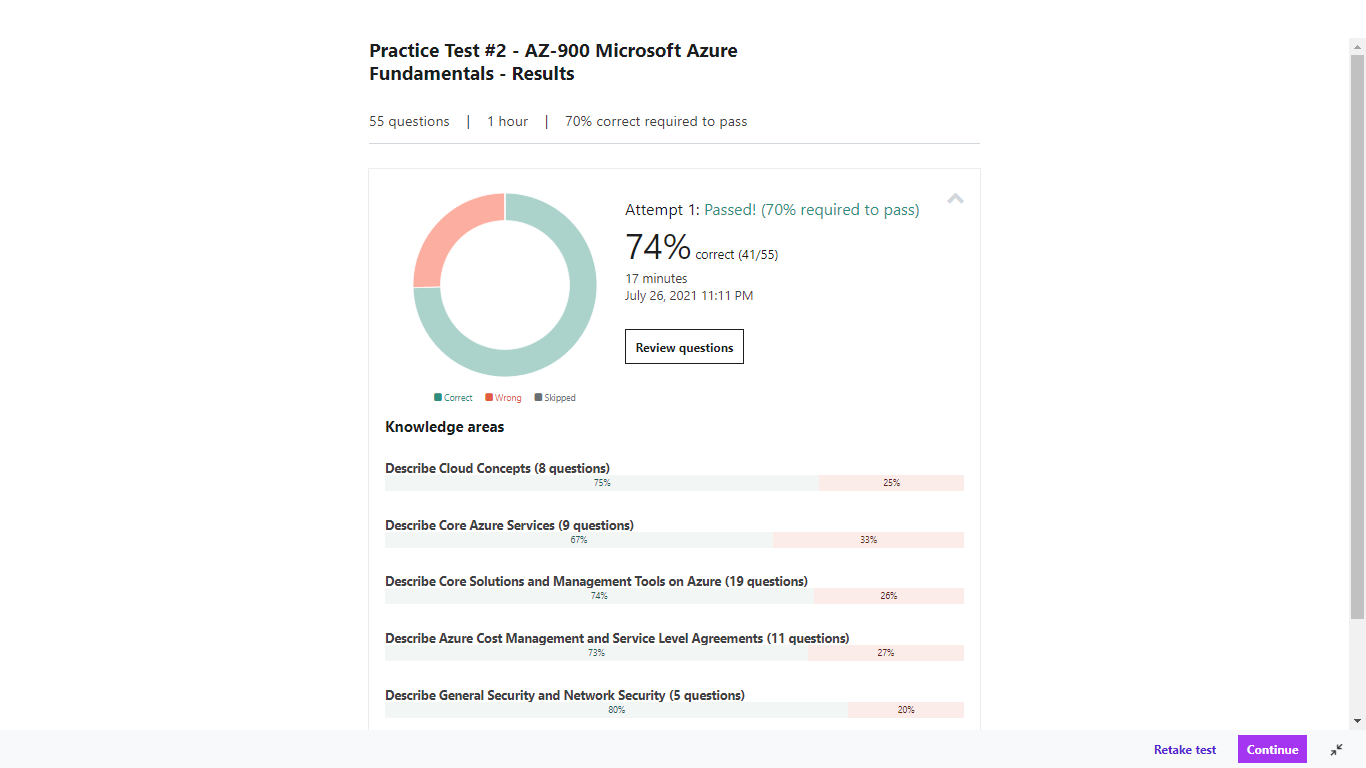 Practice Test #2 - AZ-900 Microsoft Azure
Fundamentals - Results
55 questions | 1 hour | 70% correct required to pass
Attempt 1: Passed! (70% required to pass)
74% correct (41/55)
17 minutes
July 26, 2021 11:11 PM
Review questions
Correct Wrong Skipped
Knowledge areas
Describe Cloud Concepts (8 questions)
75% 25%
Describe Core Azure Services (9 questions)
67% 33%
Describe Core Solutions and Management Tools on Azure (19 questions)
74% 26%
Describe Azure Cost Management and Service Level Agreements (11 questions)
73% 27%
Describe General Security and Network Security (5 questions)
80% 20%
Retake test Continue